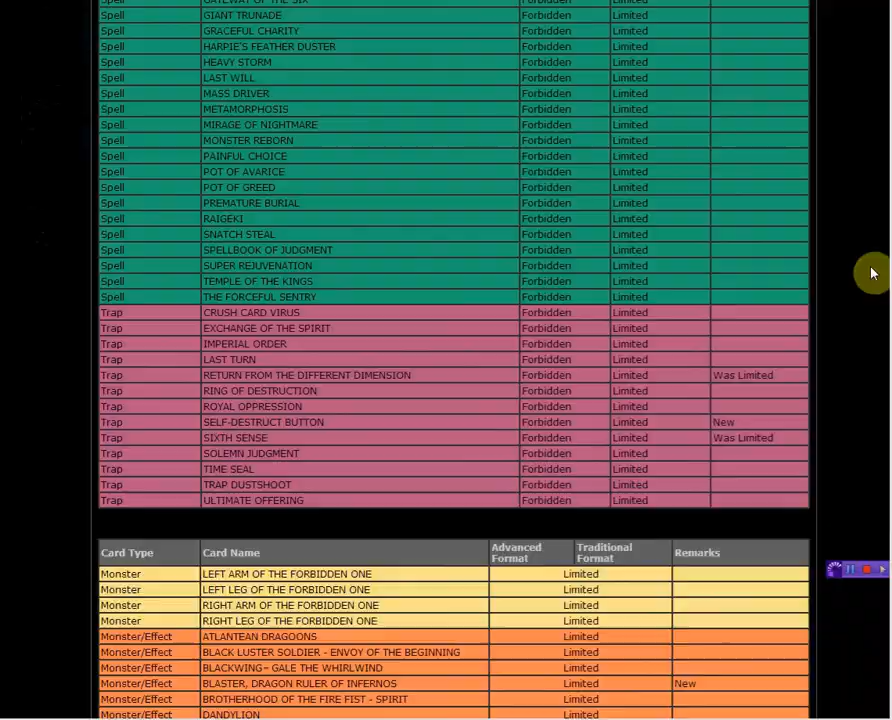 Spell GATEWAY OF THE SIX Forbidden Limited
Spell GIANT TRUNADE Forbidden Limited
Spell GRACEFUL CHARITY Forbidden Limited
Spell HARPIE'S FEATHER DUSTER Forbidden Limited
Spell HEAVY STORM Forbidden Limited
Spell LAST WILL Forbidden Limited
Spell MASS DRIVER Forbidden Limited
Spell METAMORPHOSIS Forbidden Limited
Spell MIRAGE OF NIGHTMARE Forbidden Limited
Spell MONSTER REBORN Forbidden Limited
Spell PAINFUL CHOICE Forbidden Limited
Spell POT OF AVARICE Forbidden Limited
Spell POT OF GREED Forbidden Limited
Spell PREMATURE BURIAL Forbidden Limited
Spell RAIGEKI Forbidden Limited
Spell SNATCH STEAL Forbidden Limited
Spell SPELLBOOK OF JUDGMENT Forbidden Limited
Spell SUPER REJUVENATION Forbidden Limited
Spell TEMPLE OF THE KINGS Forbidden Limited
Spell THE FORCEFUL SENTRY Forbidden Limited
Trap CRUSH CARD VIRUS Forbidden Limited
Trap EXCHANGE OF THE SPIRIT Forbidden Limited
Trap IMPERIAL ORDER Forbidden Limited
Trap LAST TURN Forbidden Limited
Trap RETURN FROM THE DIFFERENT DIMENSION Forbidden Limited Was Limited
Trap RING OF DESTRUCTION Forbidden Limited
Trap ROYAL OPPRESSION Forbidden Limited
Trap SELF-DESTRUCT BUTTON Forbidden Limited New
Trap SIXTH SENSE Forbidden Limited Was Limited
Trap SOLEMN JUDGMENT Forbidden Limited
Trap TIME SEAL Forbidden Limited
Trap TRAP DUSTSHOOT Forbidden Limited
Trap ULTIMATE OFFERING Forbidden Limited
Card Type Card Name Advanced Format Traditional Format Remarks
Monster LEFT ARM OF THE FORBIDDEN ONE Limited
Monster LEFT LEG OF THE FORBIDDEN ONE Limited
Monster RIGHT ARM OF THE FORBIDDEN ONE Limited
Monster RIGHT LEG OF THE FORBIDDEN ONE Limited
Monster/Effect ATLANTEAN DRAGOONS Limited
Monster/Effect BLACK LUSTER SOLDIER - ENVOY OF THE BEGINNING Limited
Monster/Effect BLACKWING– GALE THE WHIRLWIND Limited
Monster/Effect BLASTER, DRAGON RULER OF INFERNOS Limited New
Monster/Effect BROTHERHOOD OF THE FIRE FIST - SPIRIT Limited
Monster/Effect DANDYLION Limited